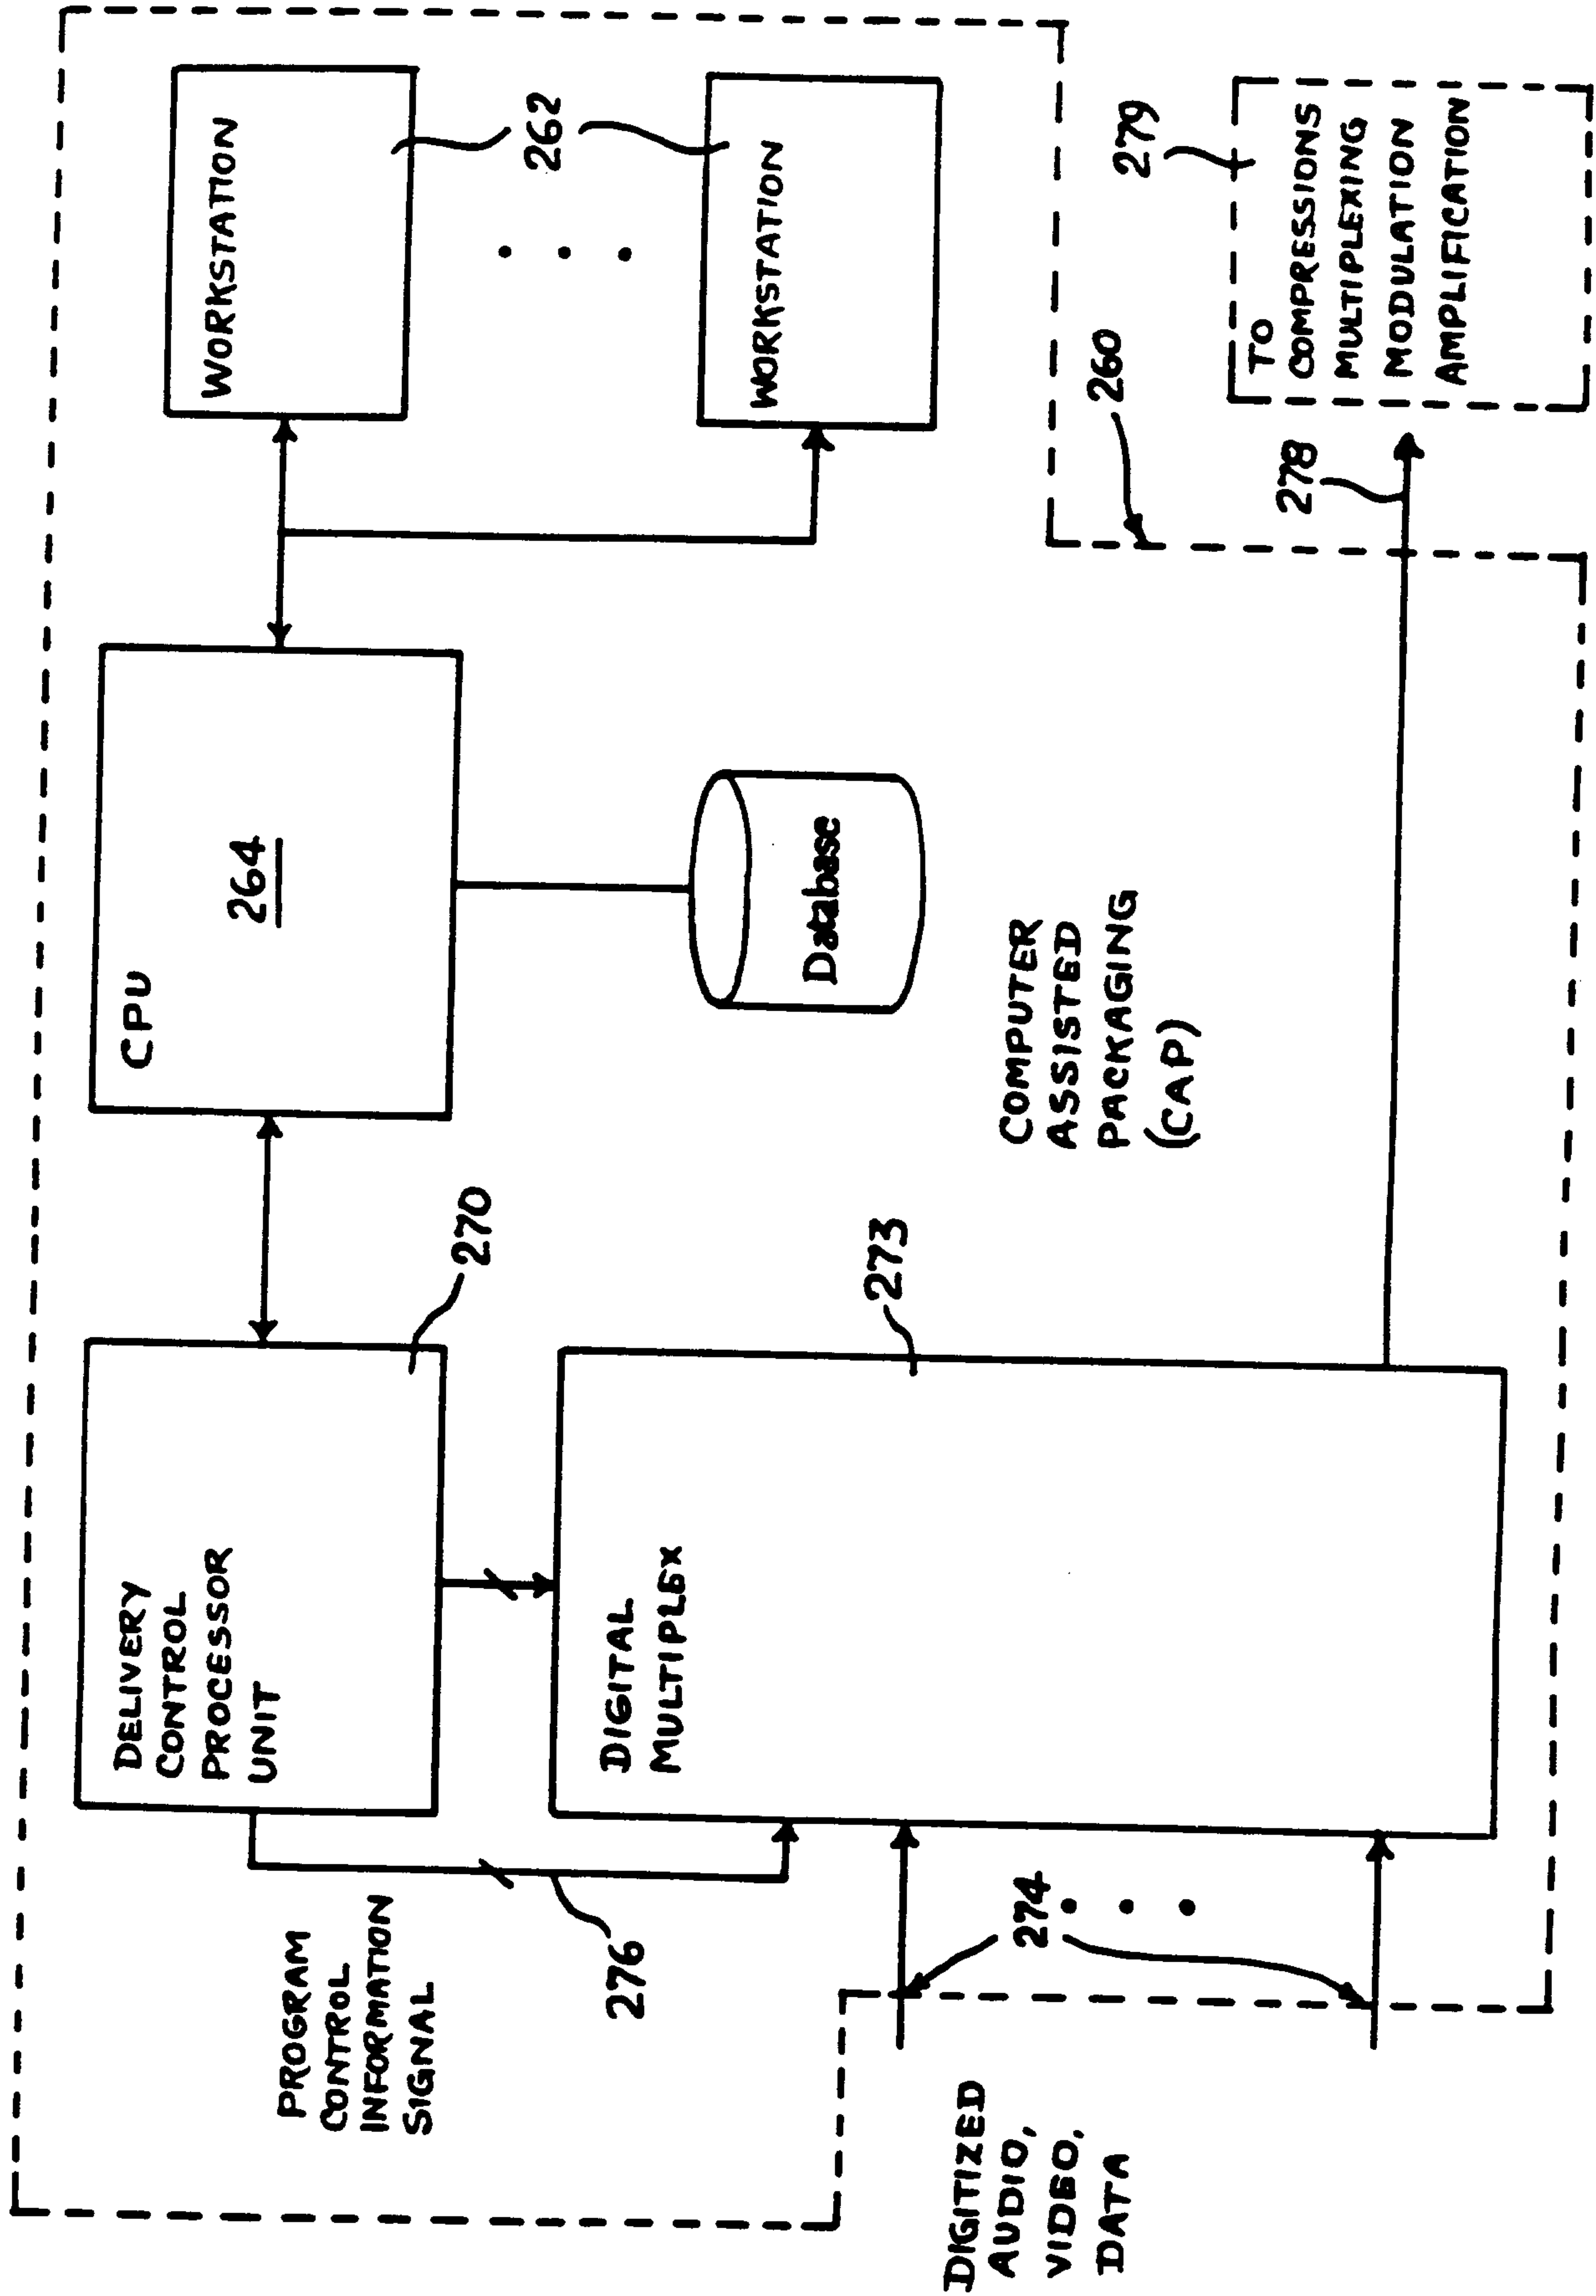 DELIVERY
CONTROL
PROCESSOR
UNIT
270
CPU
264
WORKSTATION
262
WORKSTATION
Database
PROGRAM
CONTROL
INFORMATION
SIGNAL
276
DIGITAL
MULTIPLEX
273
COMPUTER
ASSISTED
PACKAGING
(CAP)
260
DIGITIZED
AUDIO,
VIDEO,
DATA
274
278
279
TO
COMPRESSIONS
MULTIPLEXING
MODULATION
AMPLIFICATION